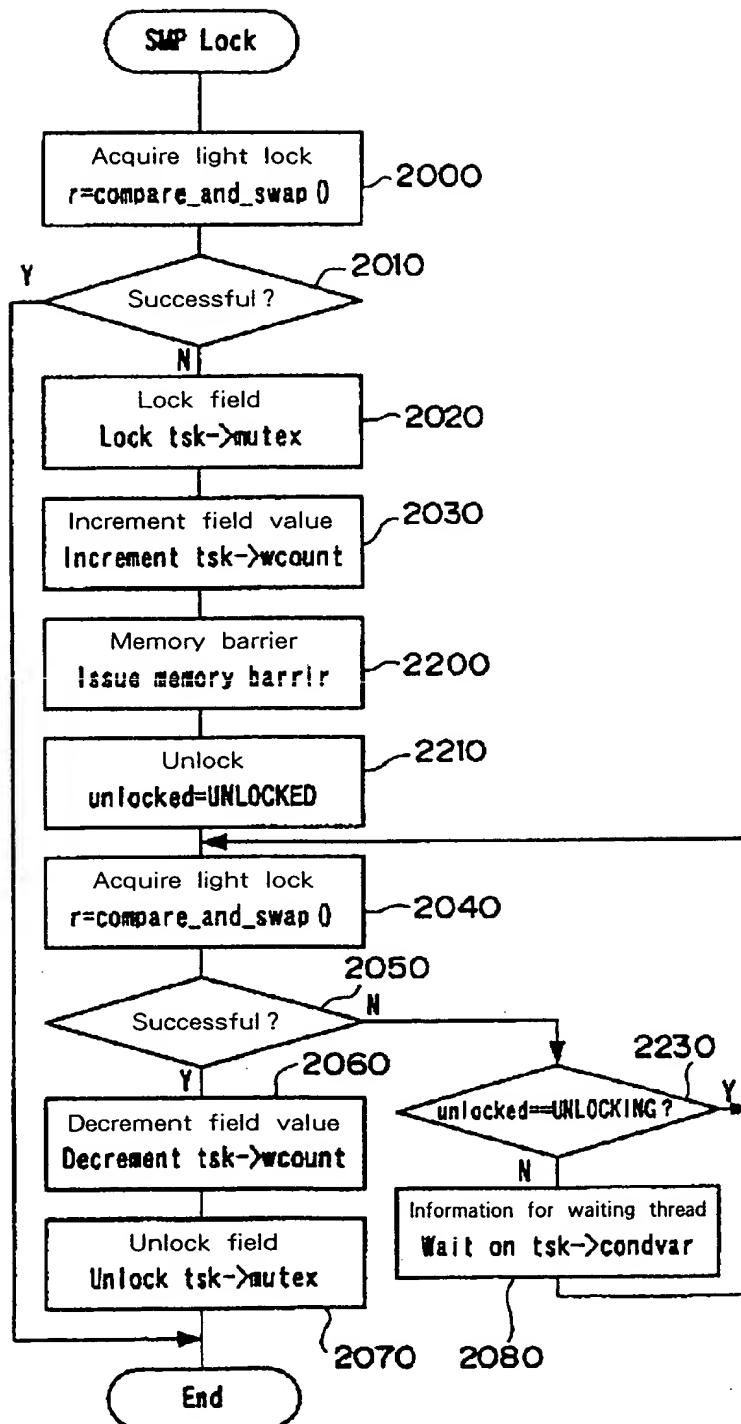 SMP Lock
Acquire light lock
r=compare_and_swap()
2000
Y
2010
Successful?
N
Lock field
Lock tsk->mutex
2020
Increment field value
Increment tsk->wcount
2030
Memory barrier
Issue memory barrir
2200
Unlock
unlocked=UNLOCKED
2210
Acquire light lock
r=compare_and_swap()
2040
2050
Successful?
N
Y
2060
2230
unlocked==UNLOCKING?
Y
Decrement field value
Decrement tsk->wcount
N
Information for waiting thread
Wait on tsk->condvar
Unlock field
Unlock tsk->mutex
2070
2080
End